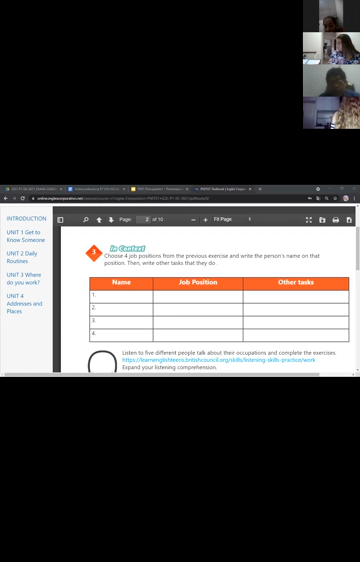 INTRODUCTION
UNIT 1 Get to
Know Someone
UNIT 2 Daily
Routines
UNIT 3 Where
do you work?
UNIT 4
Addresses and
Places
Page: 2 of 10
Fit Page
3
In Context
Choose 4 job positions from the previous exercise and write the person's name on that
position. Then, write other tasks that they do .
Name Job Position Other tasks
1.
2.
3.
4.
Listen to five different people talk about their occupations and complete the exercises.
https://learnenglishteens.britishcouncil.org/skills/listening-skills-practice/work
Expand your listening comprehension.